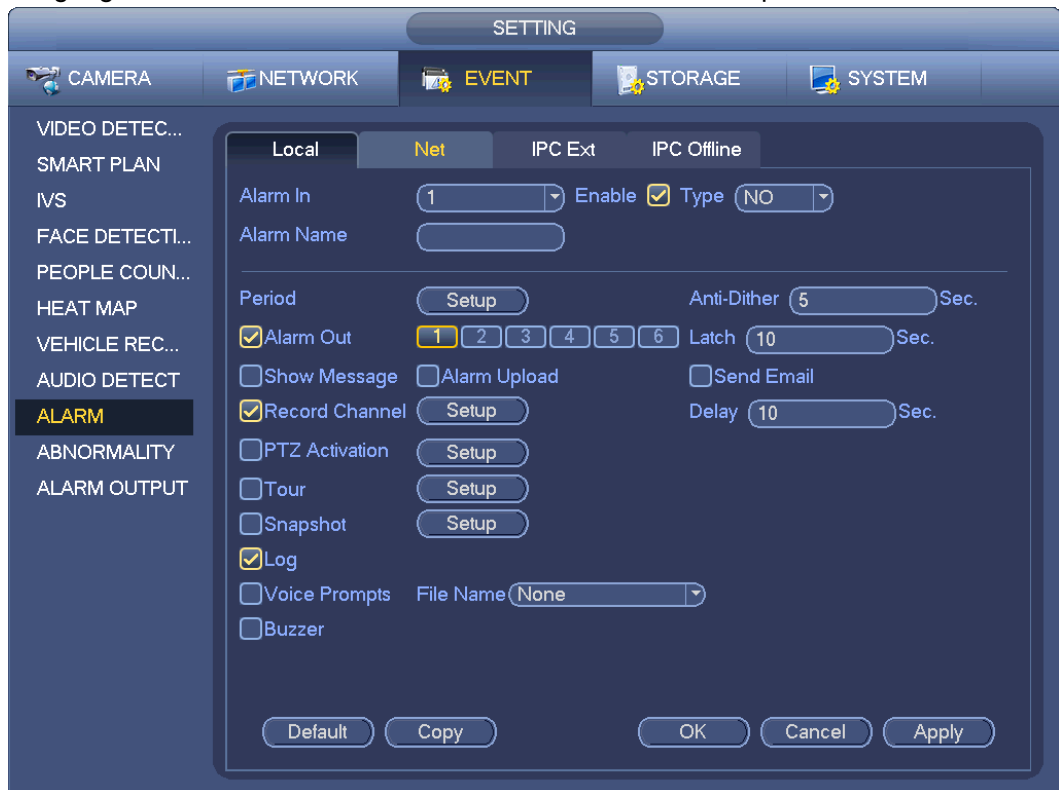 SETTING
CAMERA NETWORK EVENT STORAGE SYSTEM
VIDEO DETEC...
SMART PLAN
IVS
FACE DETECTI...
PEOPLE COUN...
HEAT MAP
VEHICLE REC...
AUDIO DETECT
ALARM
ABNORMALITY
ALARM OUTPUT
Local Net IPC Ext IPC Offline
Alarm In 1 Enable Type NO
Alarm Name
Period Setup Anti-Dither 5 Sec.
Alarm Out 1 2 3 4 5 6 Latch 10 Sec.
Show Message Alarm Upload Send Email
Record Channel Setup Delay 10 Sec.
PTZ Activation Setup
Tour Setup
Snapshot Setup
Log
Voice Prompts File Name None
Buzzer
Default Copy OK Cancel Apply